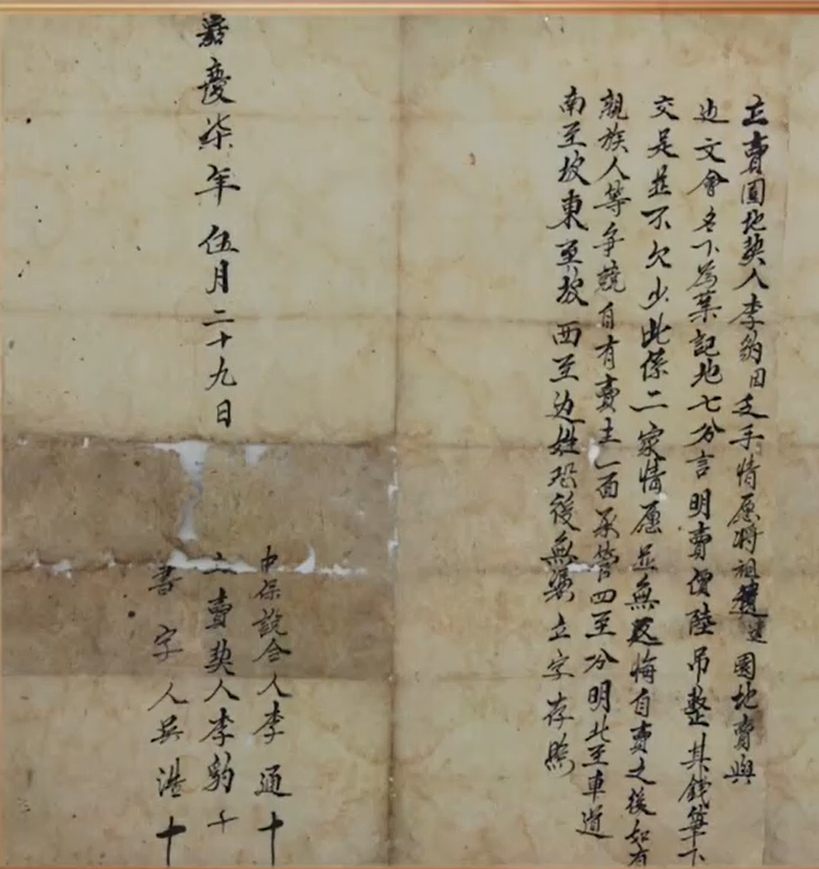 立賣園地契人李豹因乏手情愿將祖遺園地賣與
边文會名下為業記地七分言明賣價陸吊整其錢筆下
交足並不欠少此係二家情愿並無返悔自賣之後如有
親族人等争競自有賣主一面承管四至分明北至車道
南至坡東至坡西至边姓恐後無憑立字存照
中保說合人李通十
立賣契人李豹十
書字人吳港十
嘉慶柒年伍月二十九日